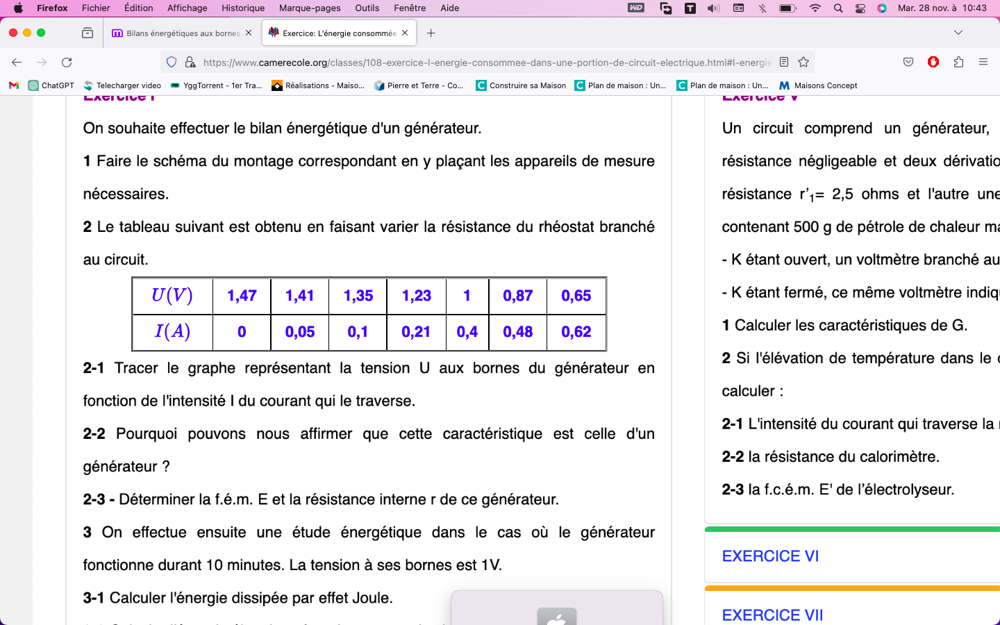 Firefox Fichier Édition Affichage Historique Marque-pages Outils Fenêtre Aide WD T Mar. 28 nov. à 10:43
Bilans énergétiques aux bornes Exercice: L'énergie consommée
https://www.camerecole.org/classes/108-exercice-l-energie-consommee-dans-une-portion-de-circuit-electrique.html#l-energie
ChatGPT Telecharger video YggTorrent - 1er Tra... Réalisations - Maiso... Pierre et Terre - Co... Construire sa Maison Plan de maison : Un... Plan de maison : Un... Maisons Concept
Exercice I
On souhaite effectuer le bilan énergétique d'un générateur.
1 Faire le schéma du montage correspondant en y plaçant les appareils de mesure
nécessaires.
2 Le tableau suivant est obtenu en faisant varier la résistance du rhéostat branché
au circuit.
U(V) 1,47 1,41 1,35 1,23 1 0,87 0,65
I(A) 0 0,05 0,1 0,21 0,4 0,48 0,62
2-1 Tracer le graphe représentant la tension U aux bornes du générateur en
fonction de l'intensité I du courant qui le traverse.
2-2 Pourquoi pouvons nous affirmer que cette caractéristique est celle d'un
générateur ?
2-3 - Déterminer la f.é.m. E et la résistance interne r de ce générateur.
3 On effectue ensuite une étude énergétique dans le cas où le générateur
fonctionne durant 10 minutes. La tension à ses bornes est 1V.
3-1 Calculer l'énergie dissipée par effet Joule.
Exercice V
Un circuit comprend un générateur,
résistance négligeable et deux dérivatio
résistance r'1= 2,5 ohms et l'autre une
contenant 500 g de pétrole de chaleur ma
- K étant ouvert, un voltmètre branché au
- K étant fermé, ce même voltmètre indiq
1 Calculer les caractéristiques de G.
2 Si l'élévation de température dans le
calculer :
2-1 L'intensité du courant qui traverse la
2-2 la résistance du calorimètre.
2-3 la f.c.é.m. E' de l'électrolyseur.
EXERCICE VI
EXERCICE VII